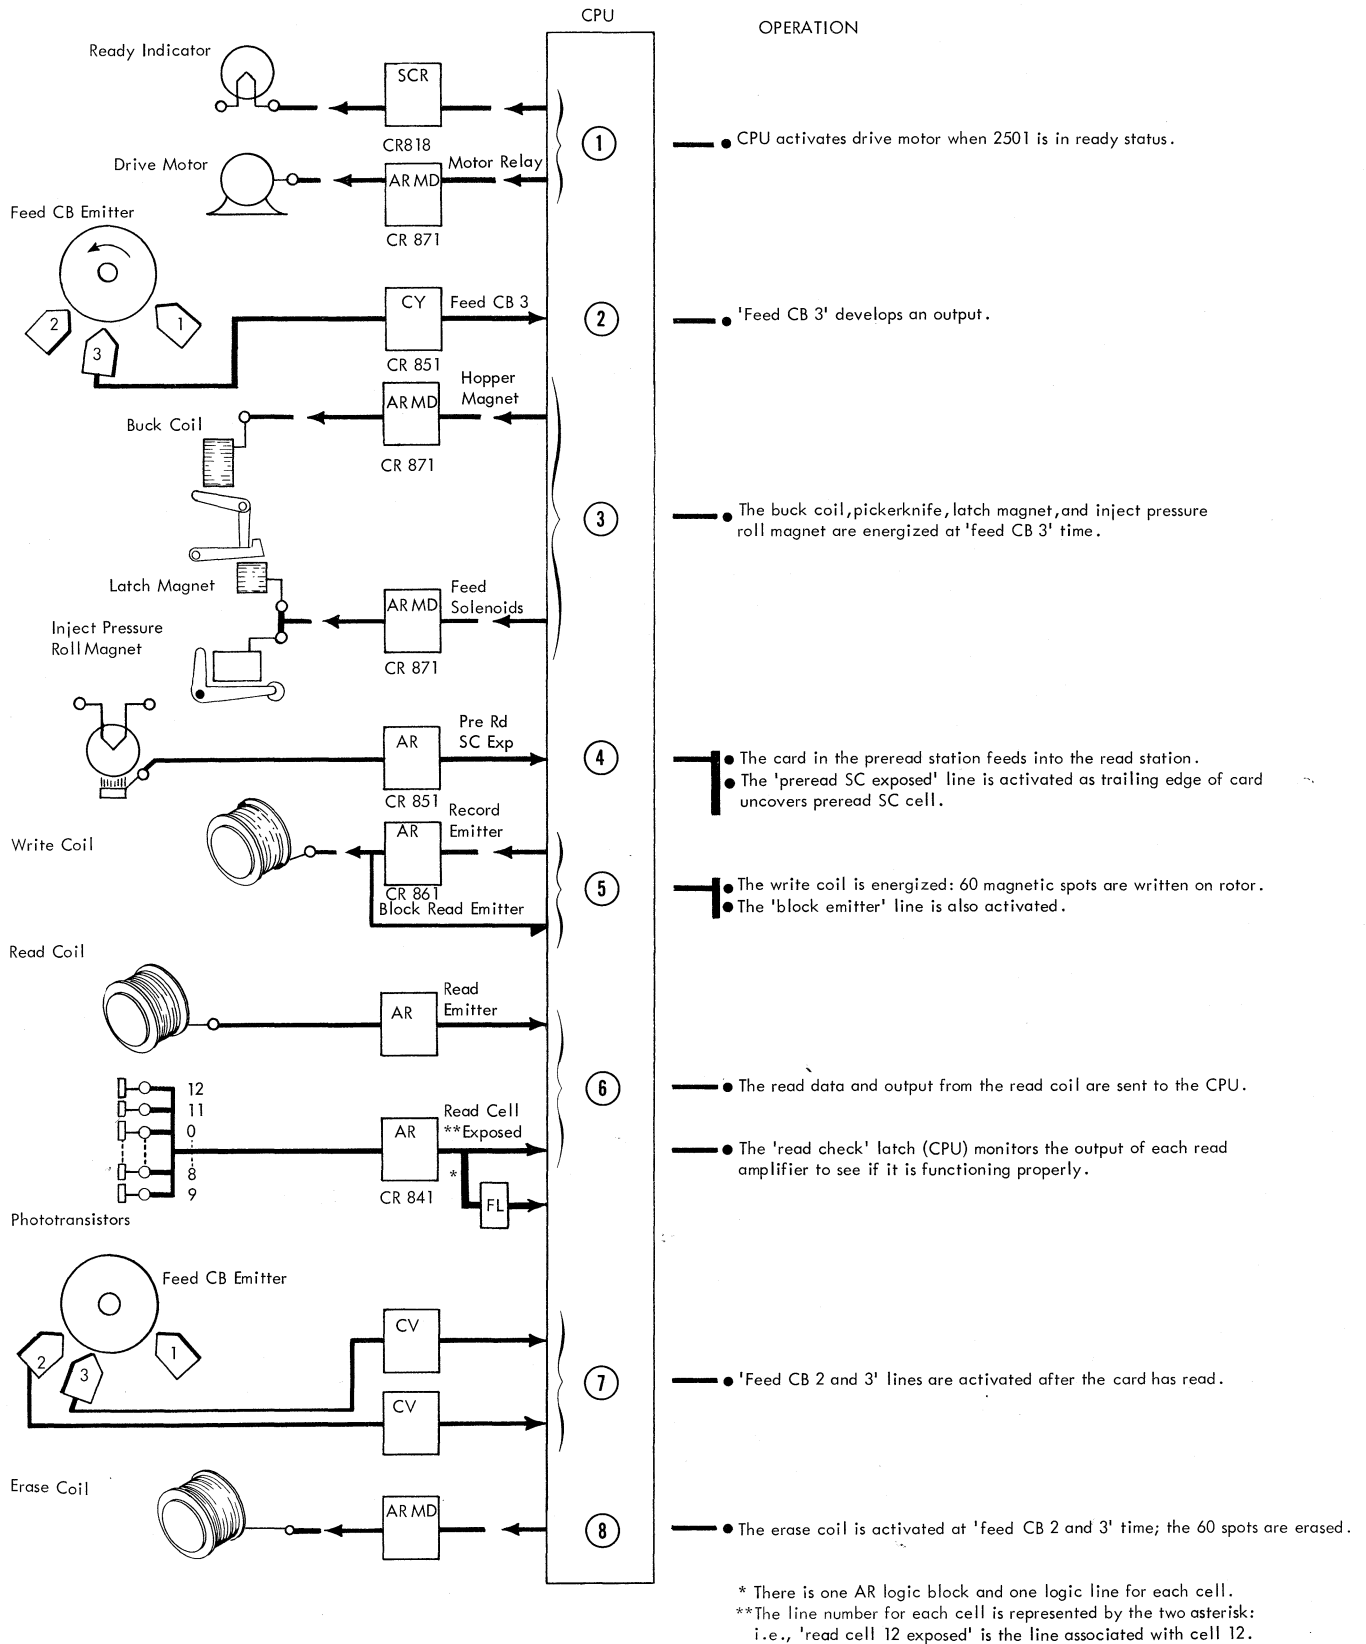 CPU
OPERATION
Ready Indicator
SCR
CR818
1
CPU activates drive motor when 2501 is in ready status.
Drive Motor
Motor Relay
AR MD
CR 871
Feed CB Emitter
2
3
1
CY
Feed CB 3
CR 851
2
'Feed CB 3' develops an output.
Hopper
Magnet
AR MD
CR 871
Buck Coil
3
The buck coil, pickerknife, latch magnet, and inject pressure
roll magnet are energized at 'feed CB 3' time.
Latch Magnet
Feed
Solenoids
AR MD
CR 871
Inject Pressure
Roll Magnet
Pre Rd
SC Exp
AR
CR 851
4
The card in the preread station feeds into the read station.
The 'preread SC exposed' line is activated as trailing edge of card
uncovers preread SC cell.
Write Coil
Record
Emitter
AR
CR 861
Block Read Emitter
5
The write coil is energized: 60 magnetic spots are written on rotor.
The 'block emitter' line is also activated.
Read Coil
Read
Emitter
AR
6
The read data and output from the read coil are sent to the CPU.
12
11
0
8
9
Phototransistors
AR
CR 841
Read Cell
**Exposed
*
FL
The 'read check' latch (CPU) monitors the output of each read
amplifier to see if it is functioning properly.
Feed CB Emitter
2
3
1
CV
CV
7
'Feed CB 2 and 3' lines are activated after the card has read.
Erase Coil
AR MD
8
The erase coil is activated at 'feed CB 2 and 3' time; the 60 spots are erased.
* There is one AR logic block and one logic line for each cell.
**The line number for each cell is represented by the two asterisk:
i.e., 'read cell 12 exposed' is the line associated with cell 12.